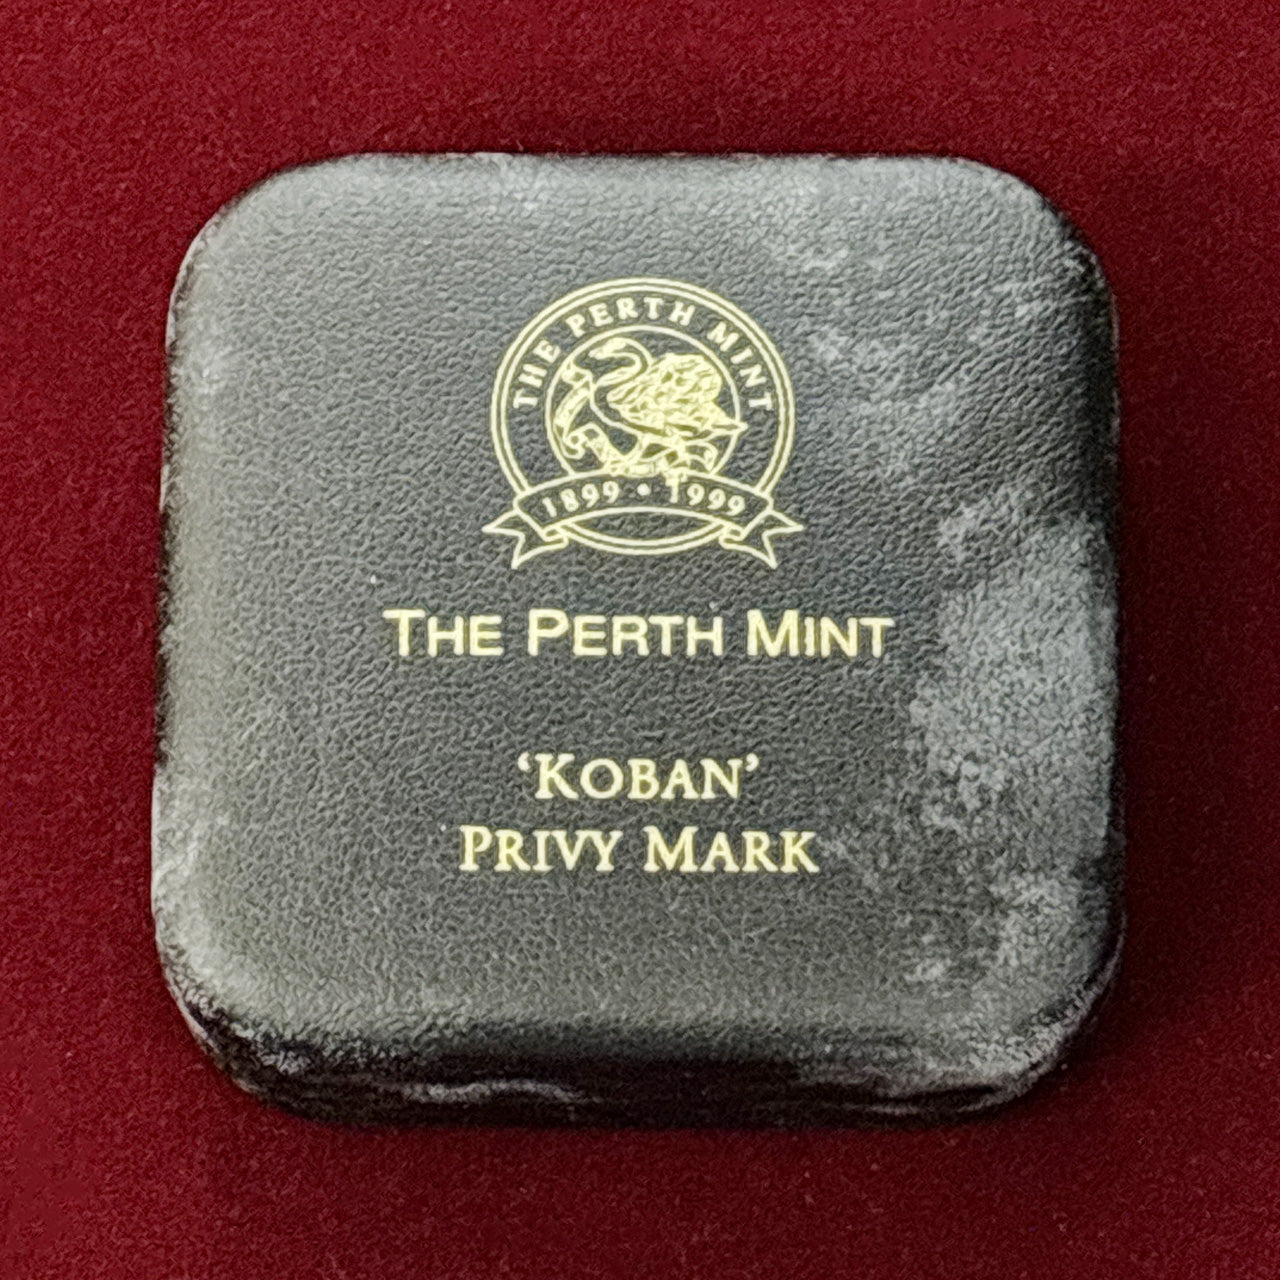 THE PERTH MINT
1899 • 1999
THE PERTH MINT
‘KOBAN’
PRIVY MARK